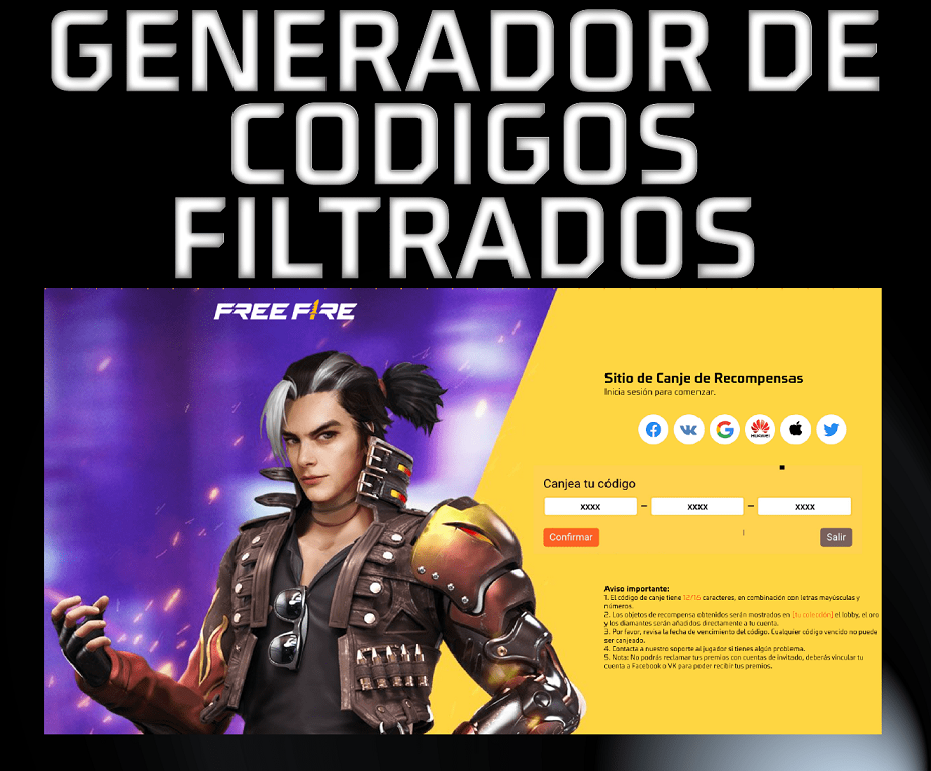 GENERADOR DE
CODIGOS
FILTRADOS
FREE FIRE
Sitio de Canje de Recompensas
Inicia sesión para comenzar.
HUAWEI
Canjea tu código
XXXX – XXXX – XXXX
Confirmar
Salir
Aviso importante:
1. El código de canje tiene 12/16 caracteres, en combinación con letras mayúsculas y
números.
2. Los objetos de recompensa obtenidos serán mostrados en [tu colección] el lobby, el oro
y los diamantes serán añadidos directamente a tu cuenta.
3. Por favor, revisa la fecha de vencimiento del código. Cualquier código vencido no puede
ser canjeado.
4. Contacta a nuestro soporte al jugador si tienes algún problema.
5. Nota: No podrás reclamar tus premios con cuentas de invitado, deberás vincular tu
cuenta a Facebook o VK para poder recibir tus premios.